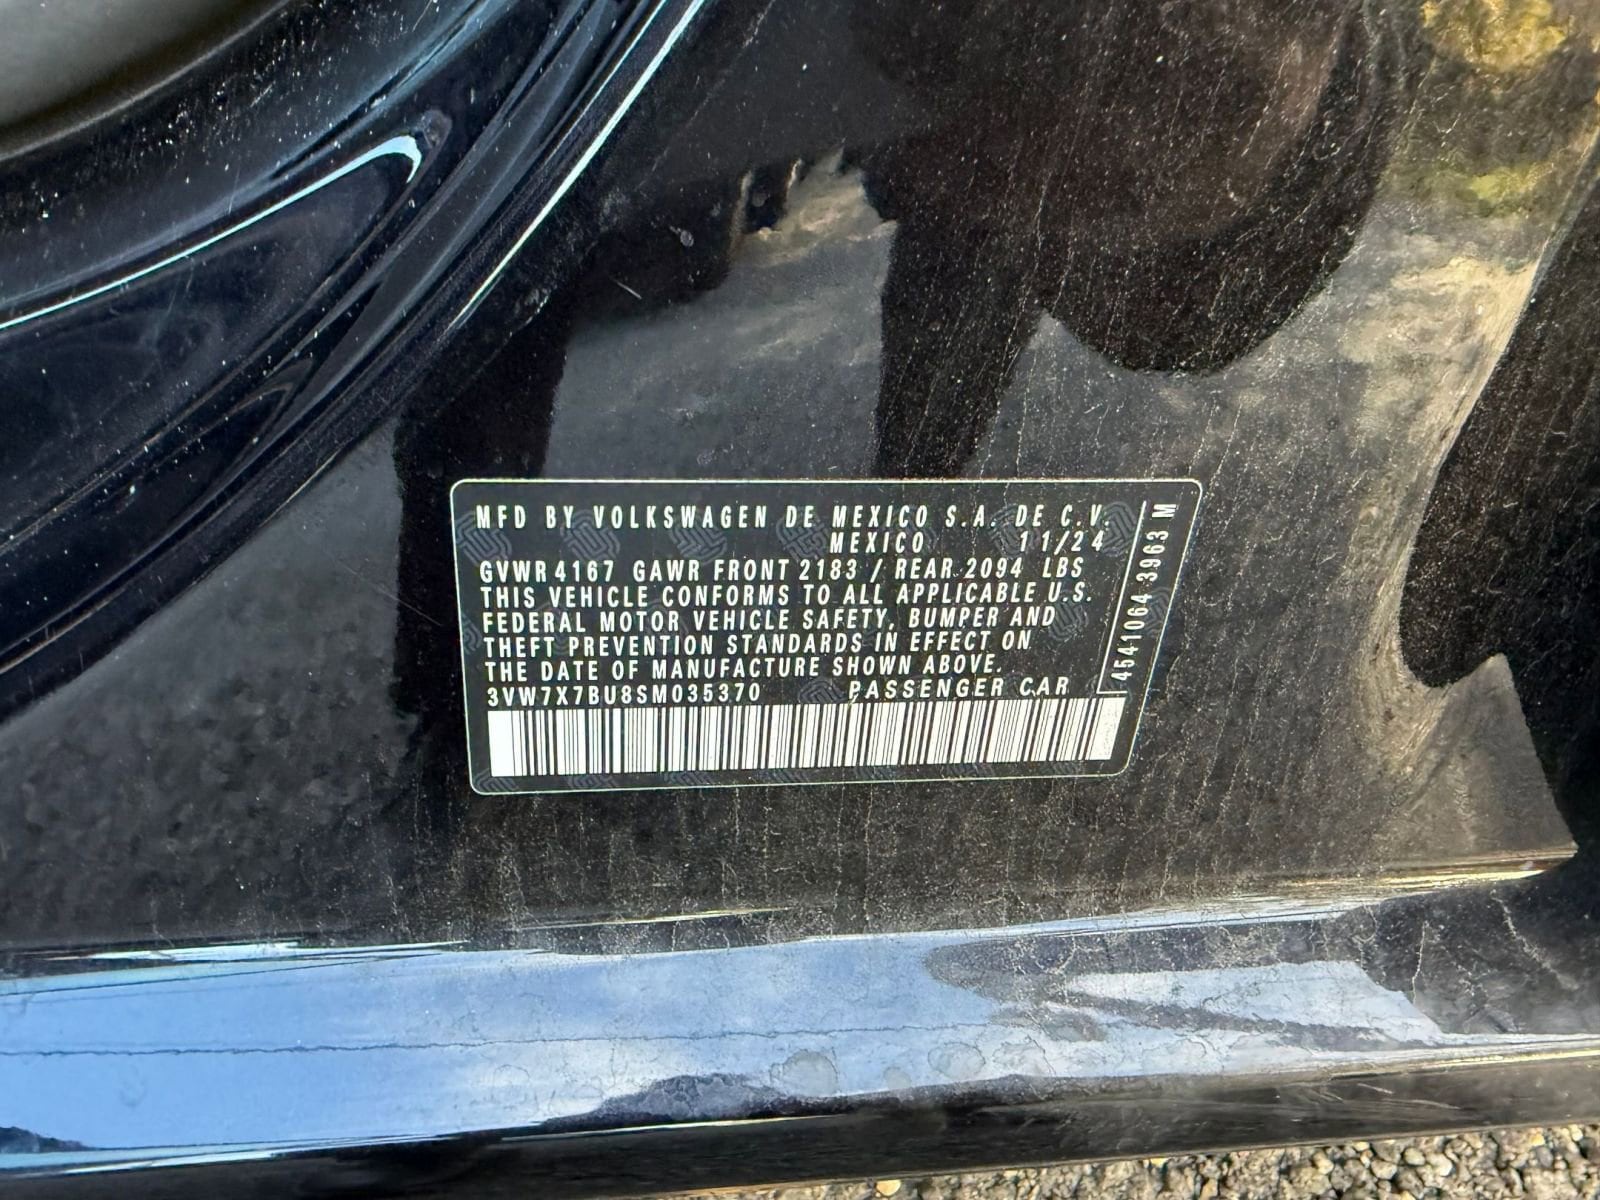 MFD BY VOLKSWAGEN DE MEXICO S.A. DE C.V.
MEXICO 11/24
GVWR 4167 GAWR FRONT 2183 / REAR 2094 LBS
THIS VEHICLE CONFORMS TO ALL APPLICABLE U.S.
FEDERAL MOTOR VEHICLE SAFETY, BUMPER AND
THEFT PREVENTION STANDARDS IN EFFECT ON
THE DATE OF MANUFACTURE SHOWN ABOVE.
3VW7X7BU8SM035370 PASSENGER CAR
4541064 3963 M